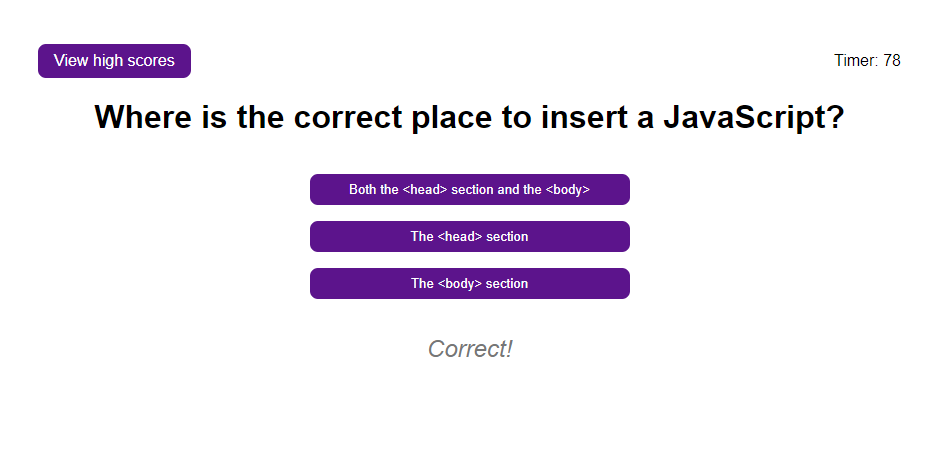 View high scores
Timer: 78
Where is the correct place to insert a JavaScript?
Both the <head> section and the <body>
The <head> section
The <body> section
Correct!